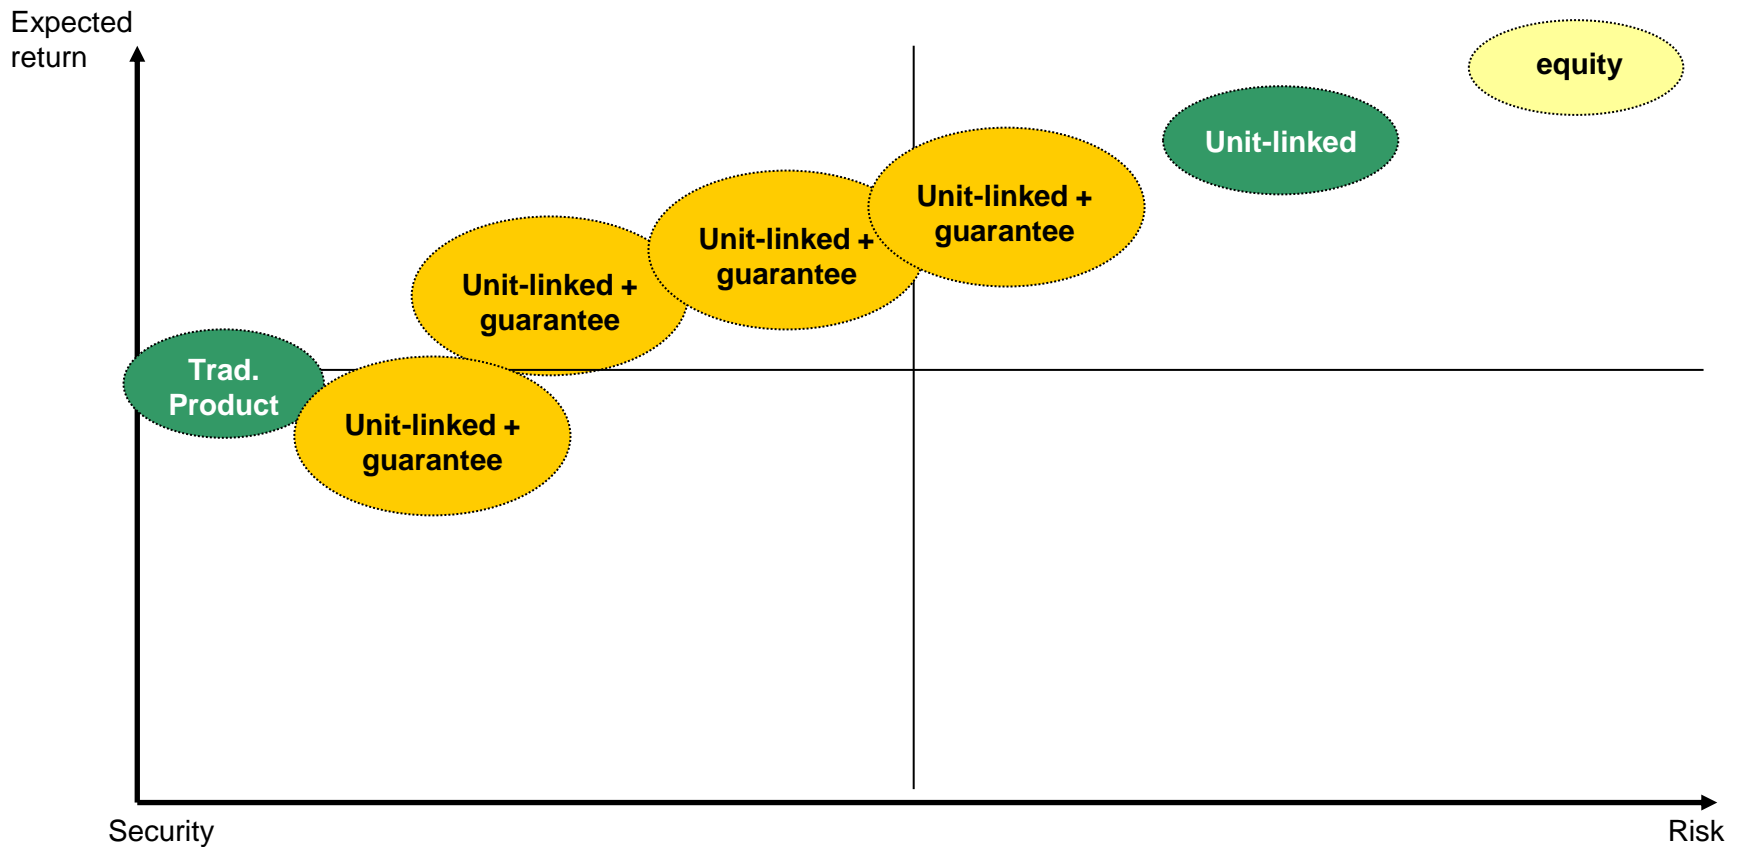 Expected
return
equity
Unit-linked
Unit-linked +
guarantee
Unit-linked +
guarantee
Unit-linked +
guarantee
Trad.
Product
Unit-linked +
guarantee
Security
Risk